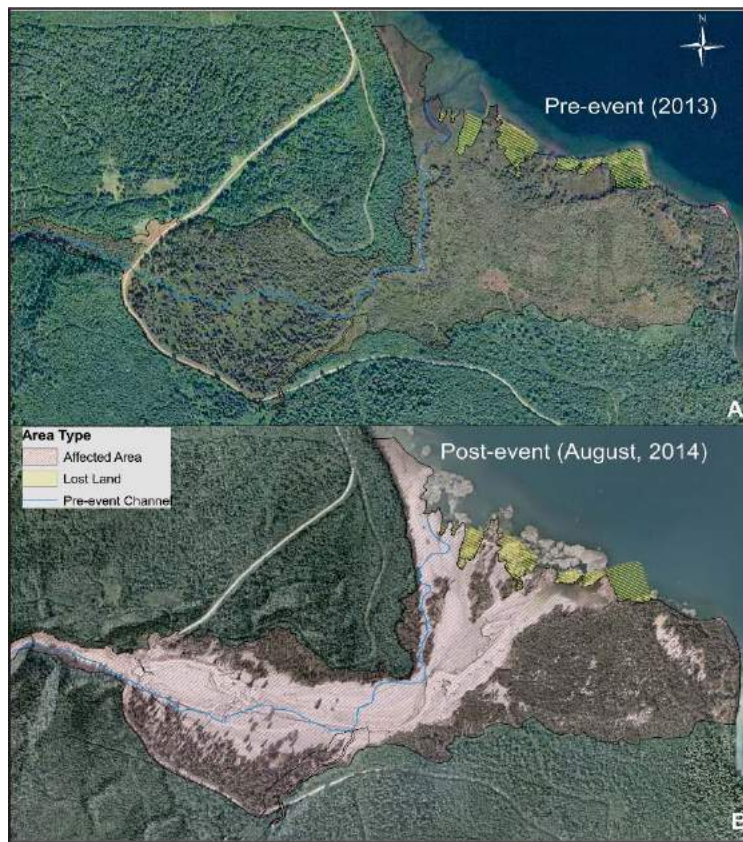 N
Pre-event (2013)
A
Area Type
Affected Area
Lost Land
Pre-event Channel
Post-event (August, 2014)
B